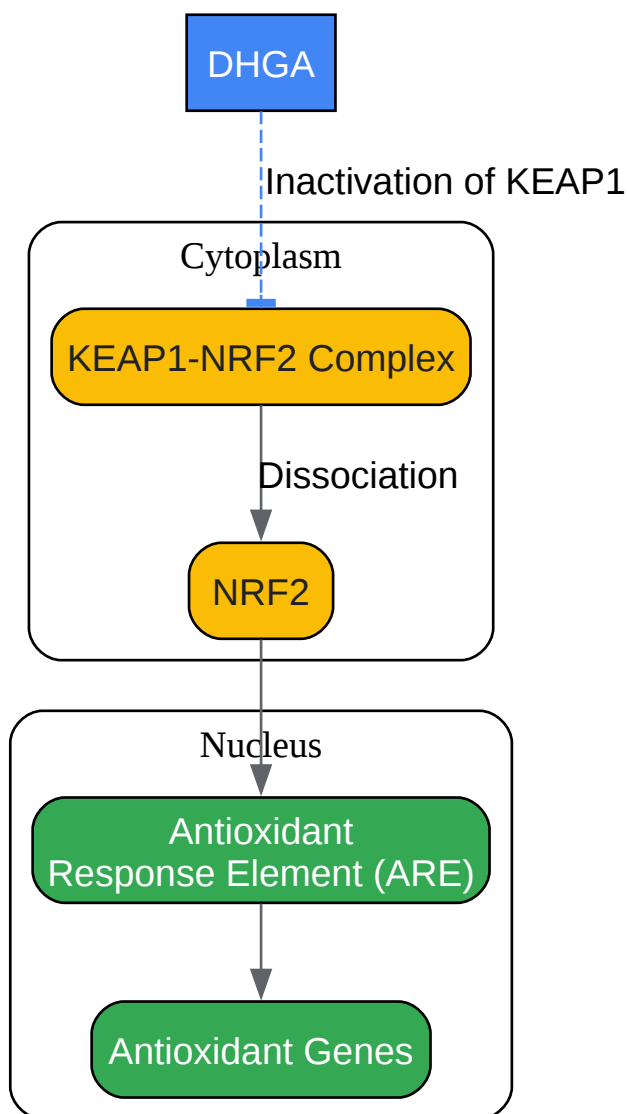 DHGA
Inactivation of KEAP1
Cytoplasm
KEAP1-NRF2 Complex
Dissociation
NRF2
Nucleus
Antioxidant
Response Element (ARE)
Antioxidant Genes